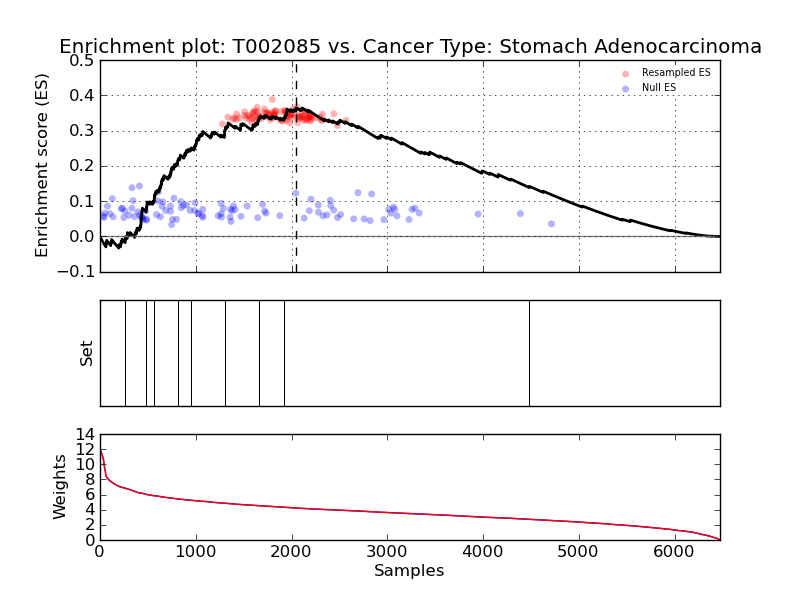 Enrichment plot: T002085 vs. Cancer Type: Stomach Adenocarcinoma
Enrichment score (ES)
0.5
0.4
0.3
0.2
0.1
0.0
−0.1
Resampled ES
Null ES
Set
Weights
14
12
10
8
6
4
2
0
0 1000 2000 3000 4000 5000 6000
Samples